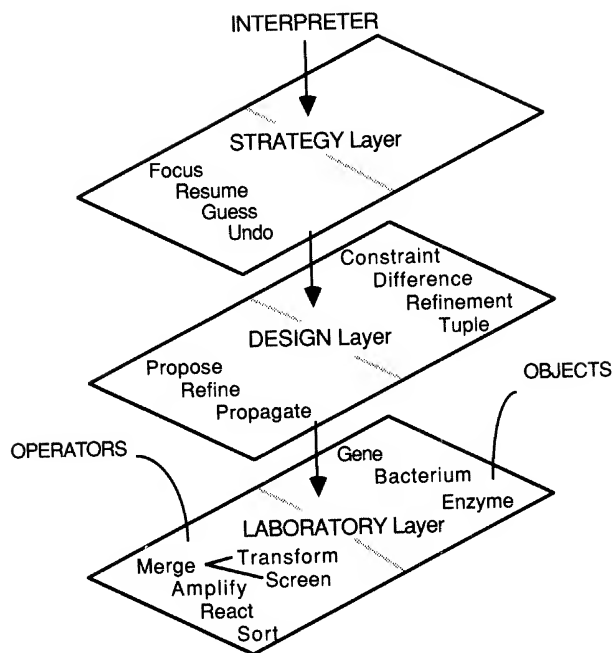 INTERPRETER
STRATEGY Layer
Focus
Resume
Guess
Undo
Constraint
Difference
Refinement
Tuple
DESIGN Layer
Propose
Refine
Propagate
OBJECTS
OPERATORS
Gene
Bacterium
Enzyme
LABORATORY Layer
Merge
Transform
Screen
Amplify
React
Sort